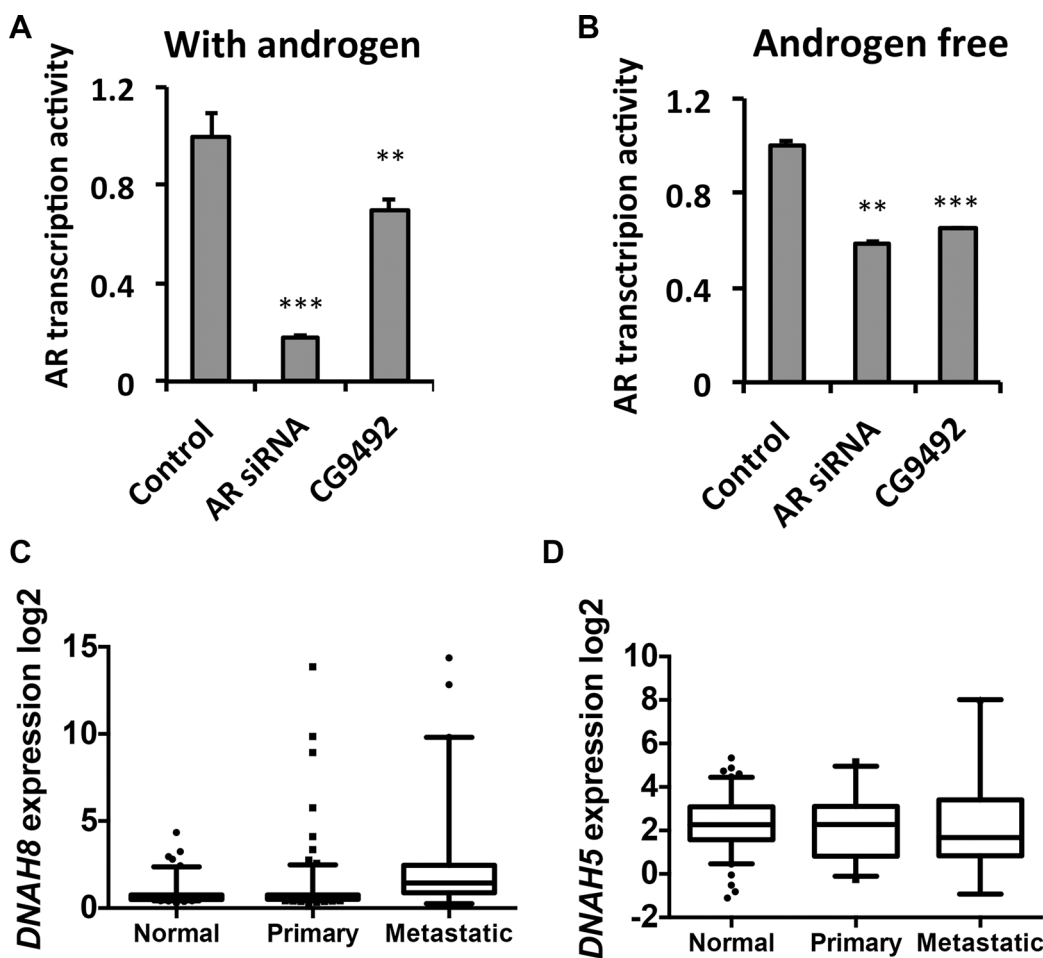 A
With androgen
AR transcription activity
1.2
0.8
0.4
0
**
***
Control
AR siRNA
CG9492
B
Androgen free
AR transctripion activity
1.2
0.8
0.4
0
**
***
Control
AR siRNA
CG9492
C
DNAH8 expression log2
15
10
5
0
Normal
Primary
Metastatic
D
DNAH5 expression log2
10
8
6
4
2
0
-2
Normal
Primary
Metastatic